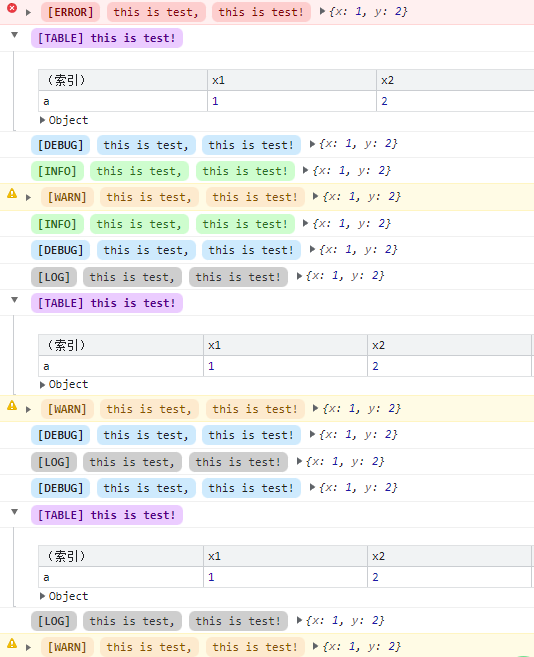 [ERROR] this is test, this is test! {x: 1, y: 2}
[TABLE] this is test!
(索引) x1 x2
a 1 2
Object
[DEBUG] this is test, this is test! {x: 1, y: 2}
[INFO] this is test, this is test! {x: 1, y: 2}
[WARN] this is test, this is test! {x: 1, y: 2}
[INFO] this is test, this is test! {x: 1, y: 2}
[DEBUG] this is test, this is test! {x: 1, y: 2}
[LOG] this is test, this is test! {x: 1, y: 2}
[TABLE] this is test!
(索引) x1 x2
a 1 2
Object
[WARN] this is test, this is test! {x: 1, y: 2}
[DEBUG] this is test, this is test! {x: 1, y: 2}
[LOG] this is test, this is test! {x: 1, y: 2}
[DEBUG] this is test, this is test! {x: 1, y: 2}
[TABLE] this is test!
(索引) x1 x2
a 1 2
Object
[LOG] this is test, this is test! {x: 1, y: 2}
[WARN] this is test, this is test! {x: 1, y: 2}